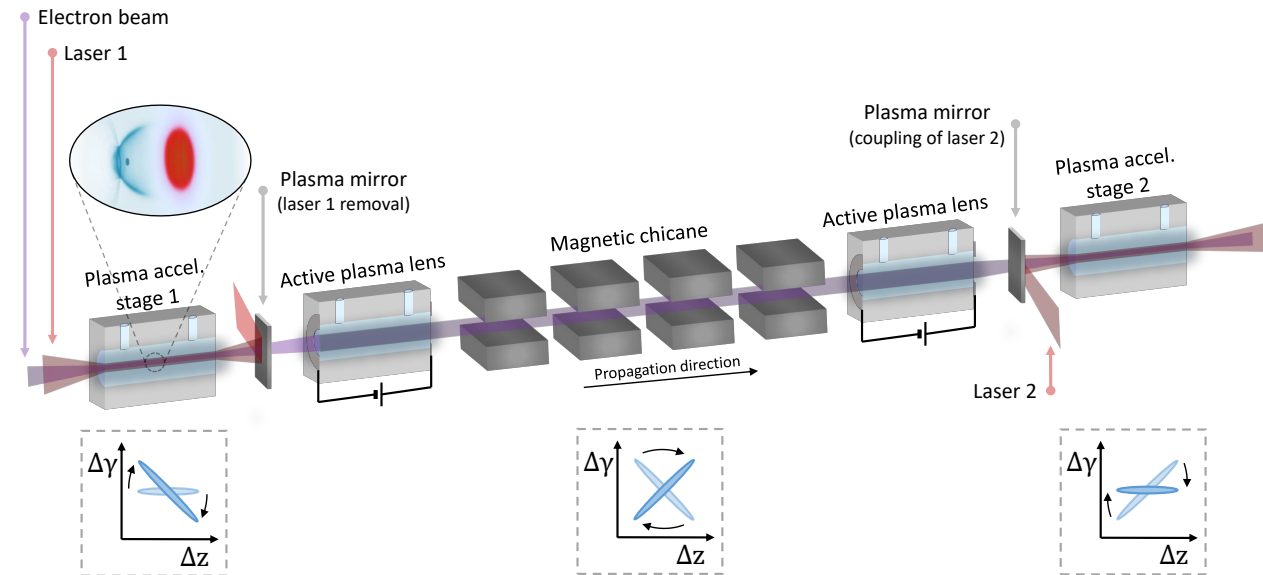 Electron beam
Laser 1
Plasma mirror
(laser 1 removal)
Plasma accel.
stage 1
Active plasma lens
Magnetic chicane
Propagation direction
Active plasma lens
Plasma mirror
(coupling of laser 2)
Plasma accel.
stage 2
Laser 2
Δγ
Δz
Δγ
Δz
Δγ
Δz